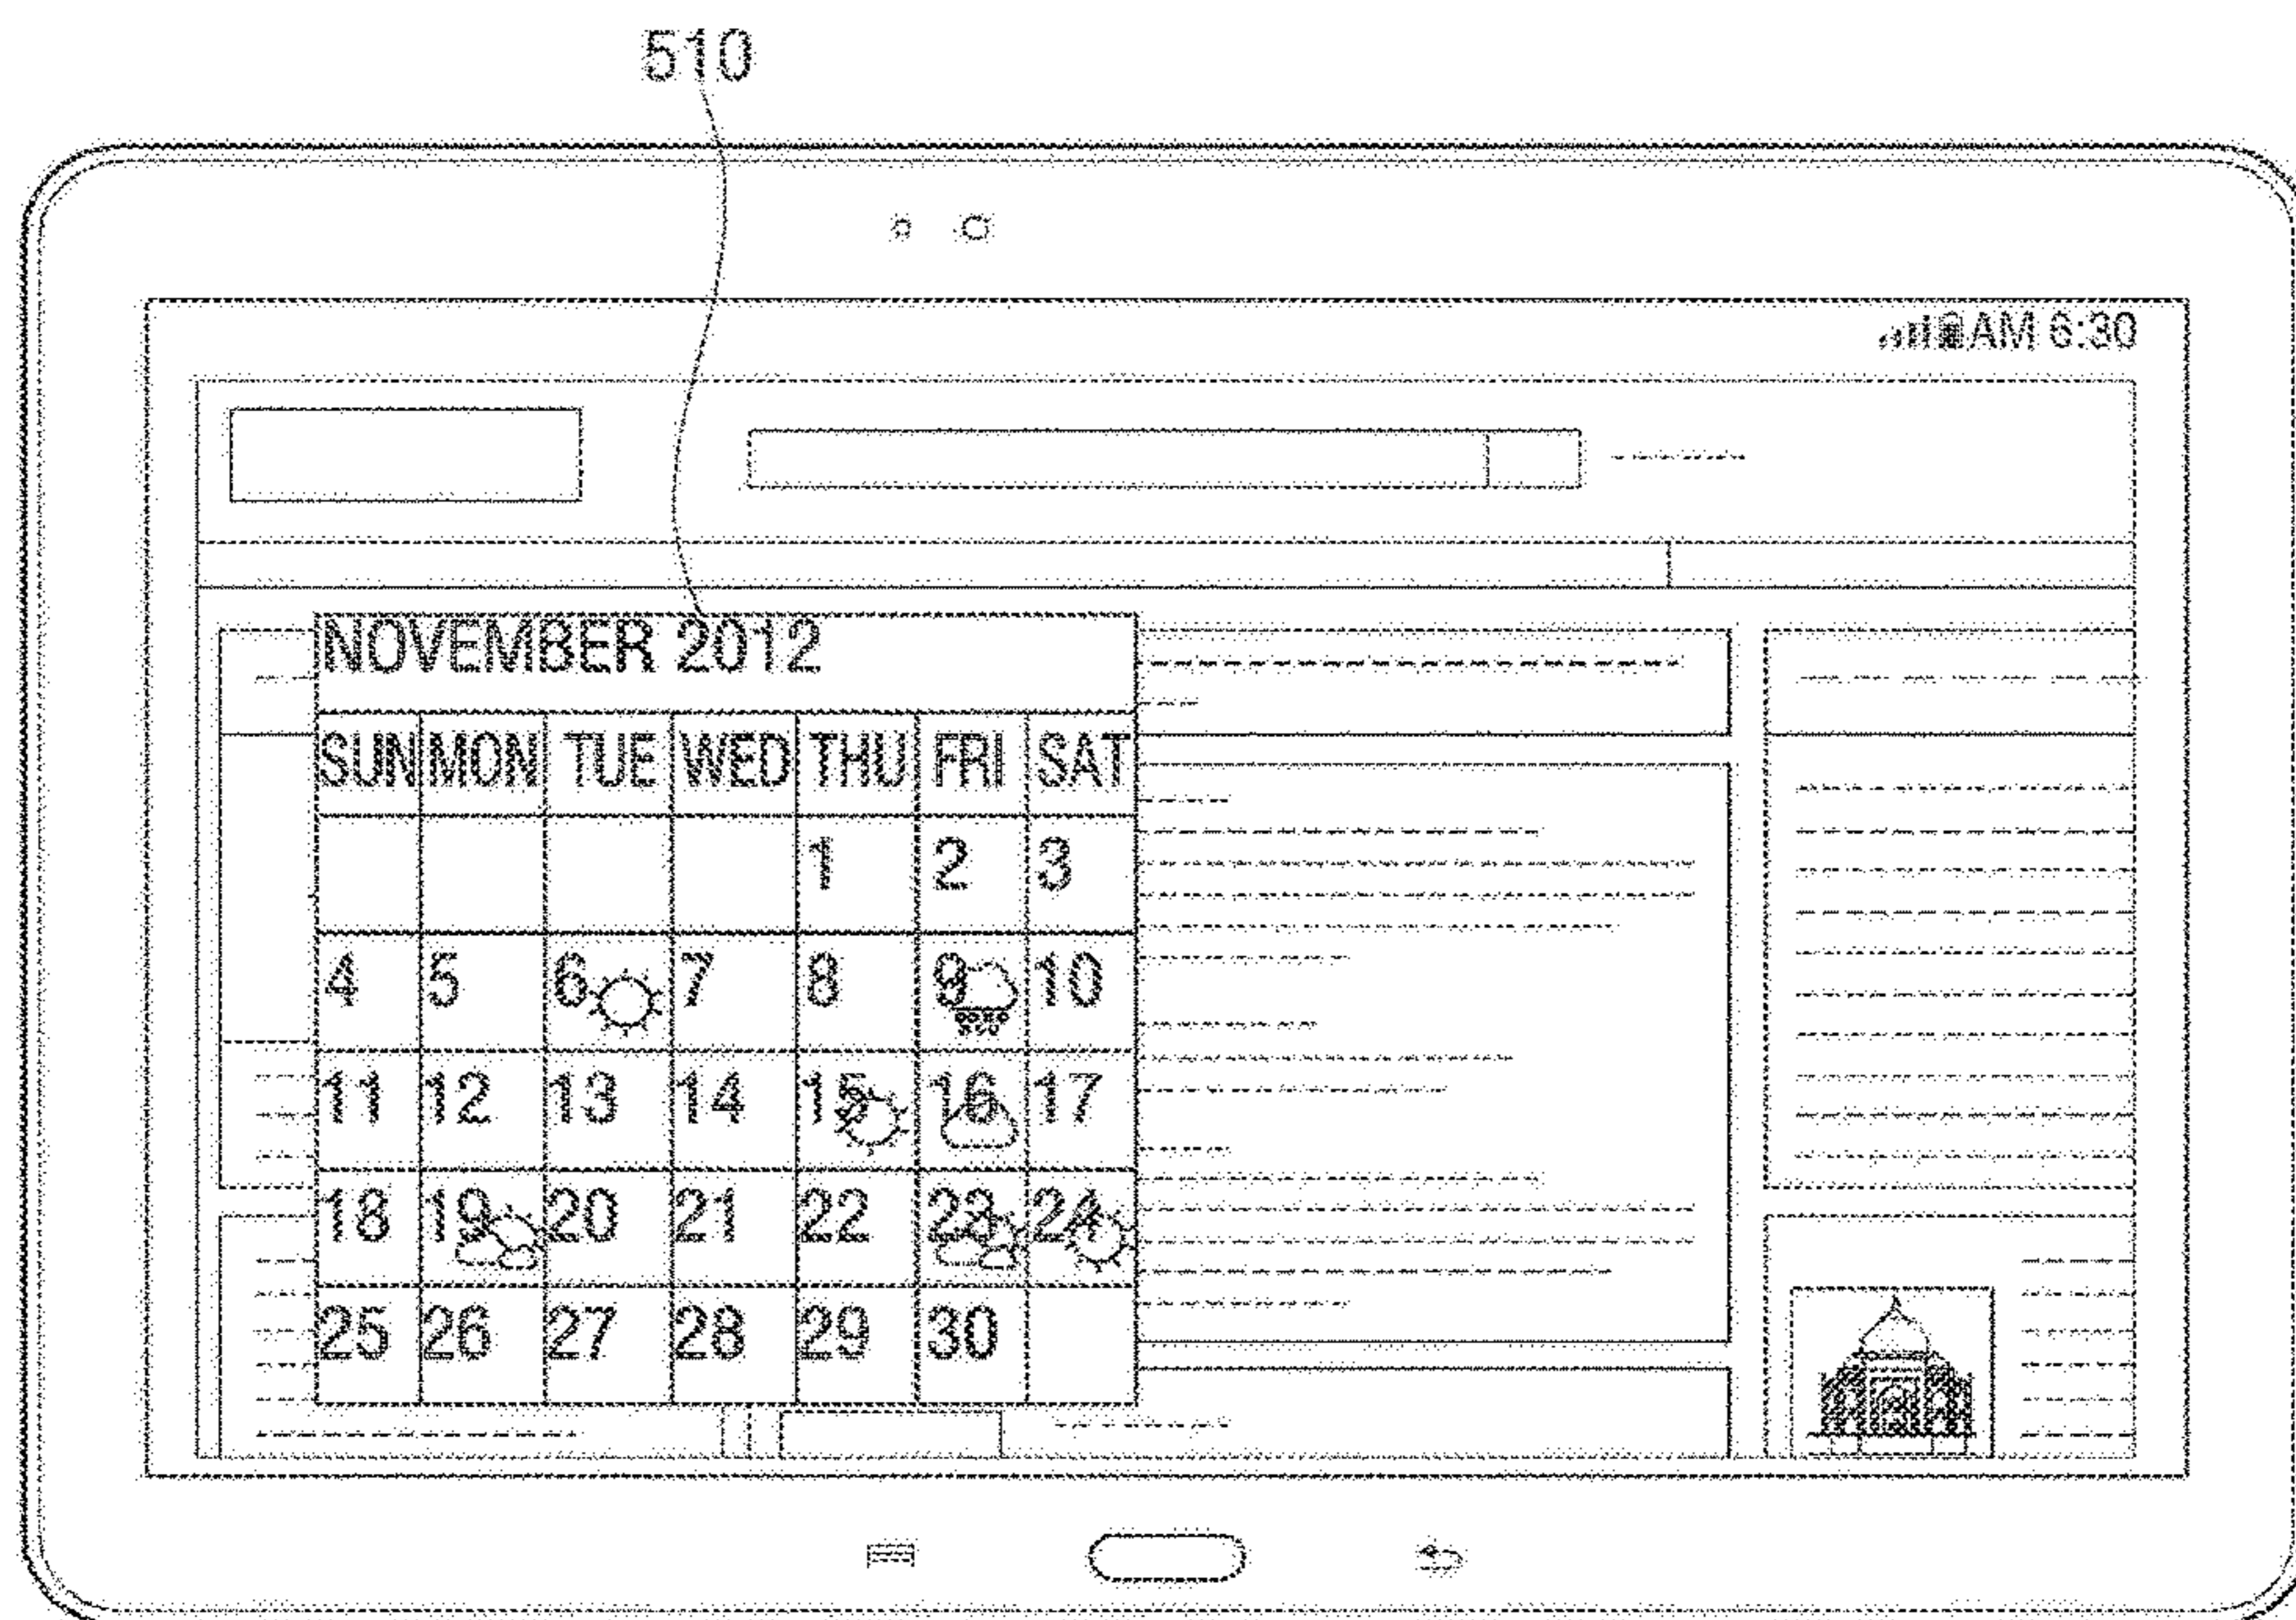 510
AM 6:30
NOVEMBER 2012
SUN MON TUE WED THU FRI SAT
1 2 3
4 5 6 7 8 9 10
11 12 13 14 15 16 17
18 19 20 21 22 23 24
25 26 27 28 29 30